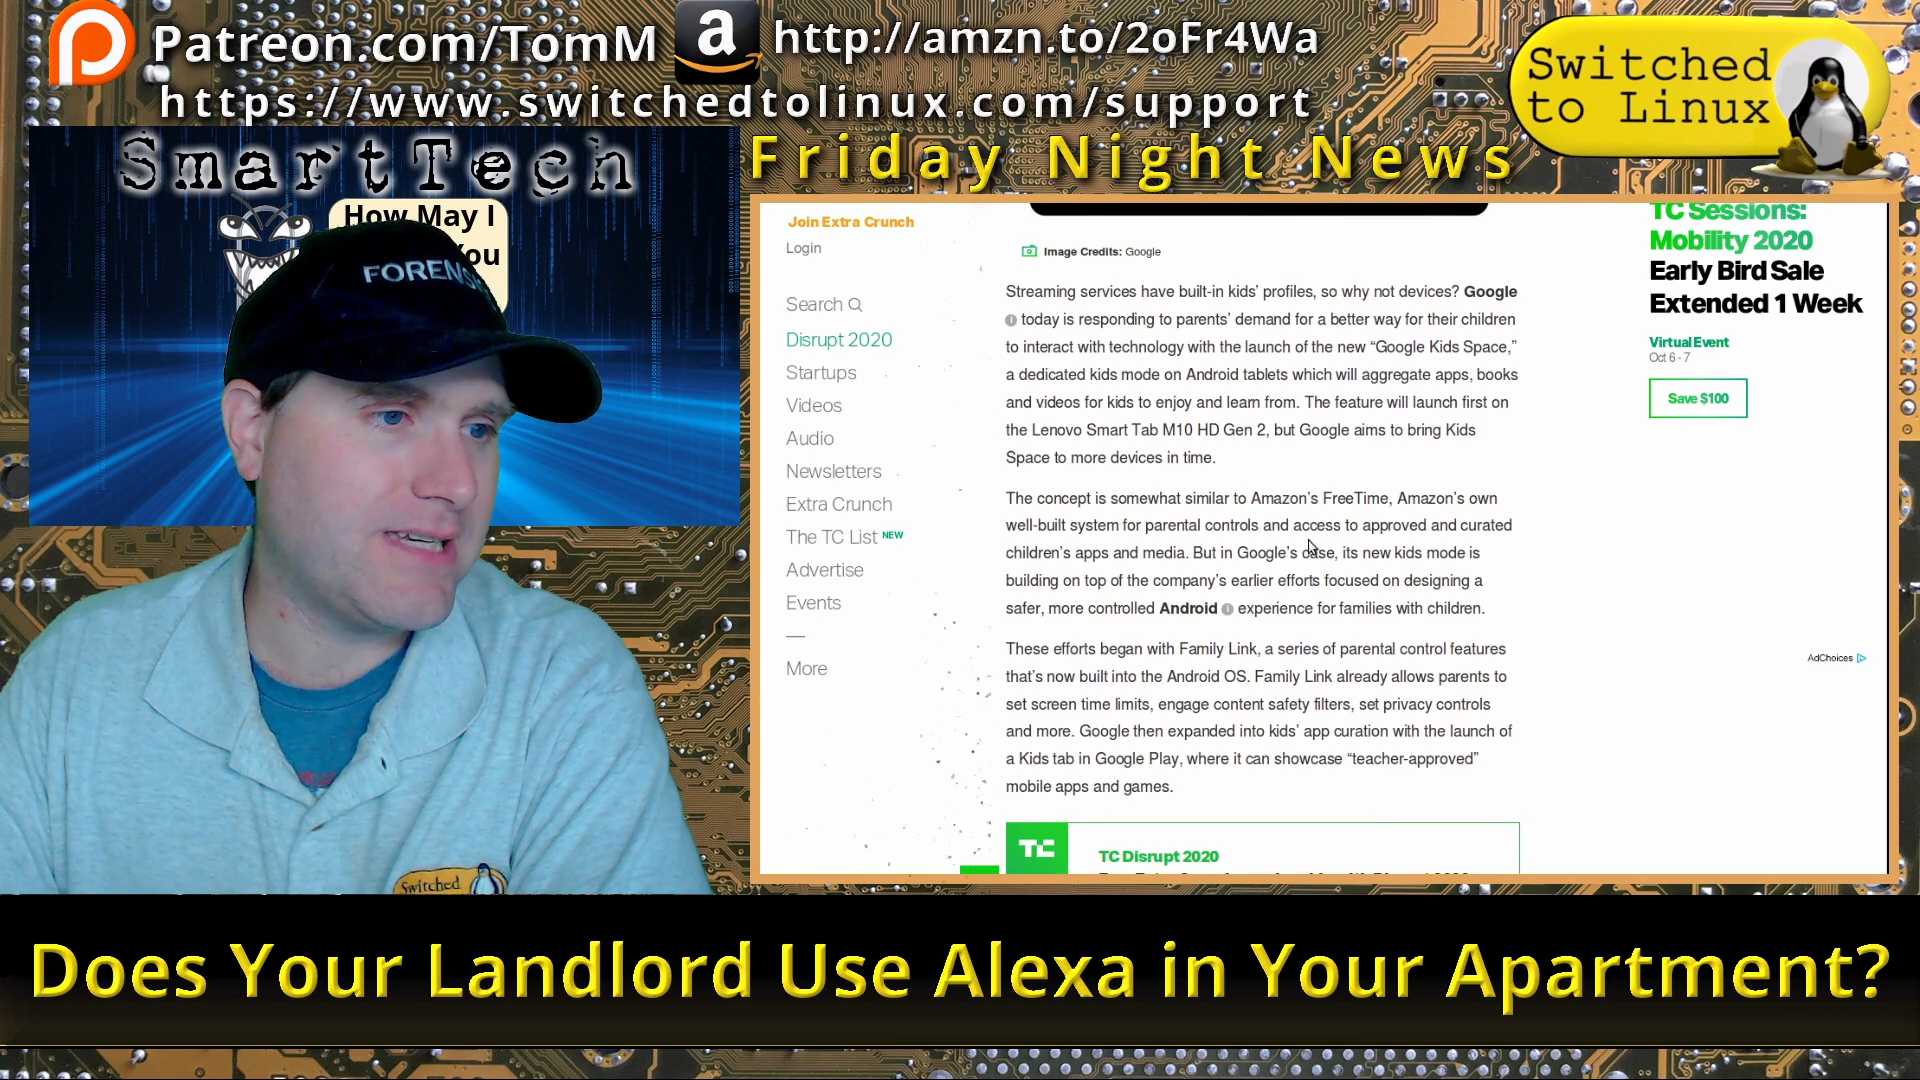 Patreon.com/TomM
a
http://amzn.to/2oFr4Wa
https://www.switchedtolinux.com/support
Switched
to Linux
SmartTech
Friday Night News
How May I
You
FORENS
Switched
Join Extra Crunch
Login
Search
Disrupt 2020
Startups
Videos
Audio
Newsletters
Extra Crunch
The TC List NEW
Advertise
Events
More
Image Credits: Google
Streaming services have built-in kids’ profiles, so why not devices? Google
today is responding to parents’ demand for a better way for their children
to interact with technology with the launch of the new “Google Kids Space,”
a dedicated kids mode on Android tablets which will aggregate apps, books
and videos for kids to enjoy and learn from. The feature will launch first on
the Lenovo Smart Tab M10 HD Gen 2, but Google aims to bring Kids
Space to more devices in time.
The concept is somewhat similar to Amazon’s FreeTime, Amazon’s own
well-built system for parental controls and access to approved and curated
children’s apps and media. But in Google’s case, its new kids mode is
building on top of the company’s earlier efforts focused on designing a
safer, more controlled Android experience for families with children.
These efforts began with Family Link, a series of parental control features
that’s now built into the Android OS. Family Link already allows parents to
set screen time limits, engage content safety filters, set privacy controls
and more. Google then expanded into kids’ app curation with the launch of
a Kids tab in Google Play, where it can showcase “teacher-approved”
mobile apps and games.
TC
TC Disrupt 2020
TC Sessions:
Mobility 2020
Early Bird Sale
Extended 1 Week
Virtual Event
Oct 6 - 7
Save $100
AdChoices
Does Your Landlord Use Alexa in Your Apartment?